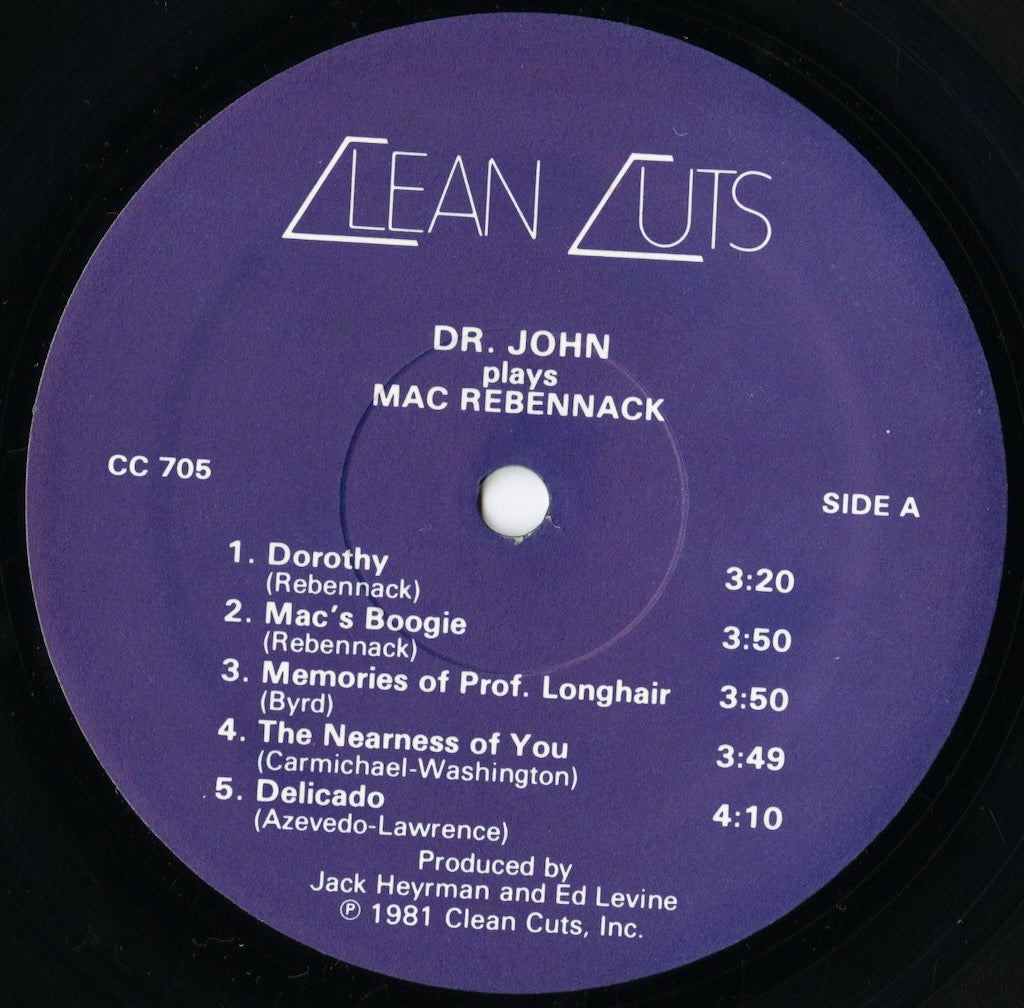 CLEAN CUTS
DR. JOHN
plays
MAC REBENNACK
CC 705
SIDE A
1. Dorothy 3:20
(Rebennack)
2. Mac's Boogie 3:50
(Rebennack)
3. Memories of Prof. Longhair 3:50
(Byrd)
4. The Nearness of You 3:49
(Carmichael-Washington)
5. Delicado 4:10
(Azevedo-Lawrence)
Produced by
Jack Heyrman and Ed Levine
℗ 1981 Clean Cuts, Inc.